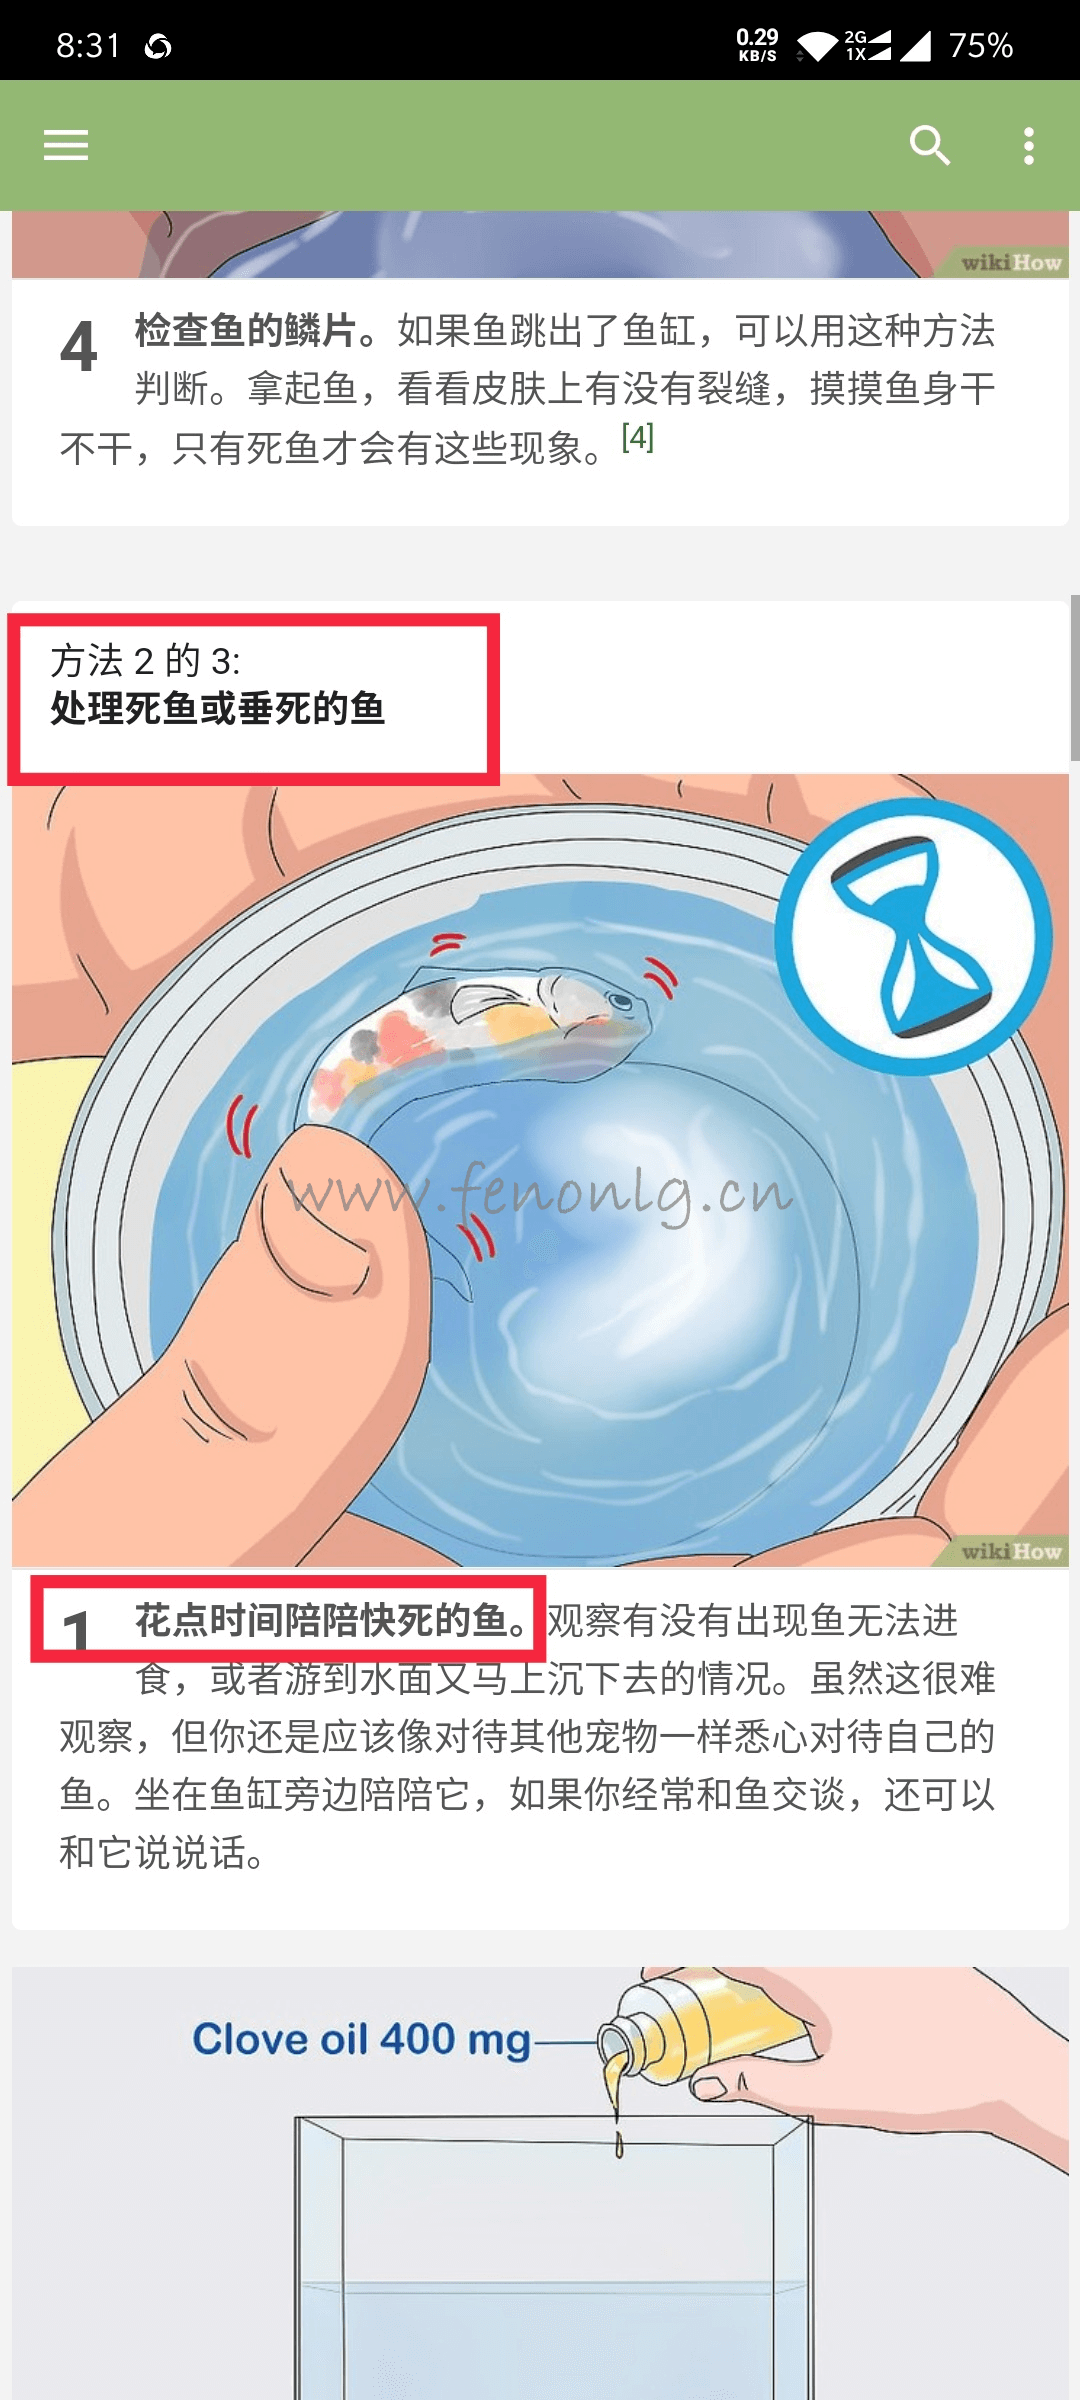 8:31
0.29
KB/S
2G
1X
75%
wikiHow
4
检查鱼的鳞片。如果鱼跳出了鱼缸，可以用这种方法
判断。拿起鱼，看看皮肤上有没有裂缝，摸摸鱼身干
不干，只有死鱼才会有这些现象。[4]
方法 2 的 3:
处理死鱼或垂死的鱼
www.fenonlg.cn
wikiHow
1
花点时间陪陪快死的鱼。观察有没有出现鱼无法进
食，或者游到水面又马上沉下去的情况。虽然这很难
观察，但你还是应该像对待其他宠物一样悉心对待自己的
鱼。坐在鱼缸旁边陪陪它，如果你经常和鱼交谈，还可以
和它说说话。
Clove oil 400 mg